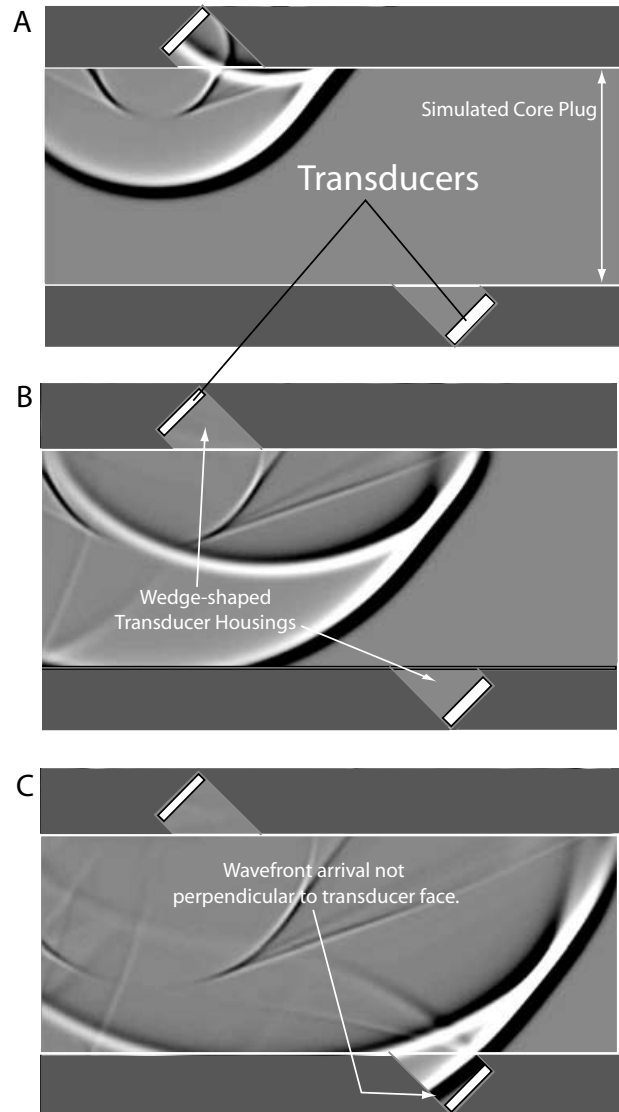 A
Simulated Core Plug
Transducers
B
Wedge-shaped
Transducer Housings
C
Wavefront arrival not
perpendicular to transducer face.